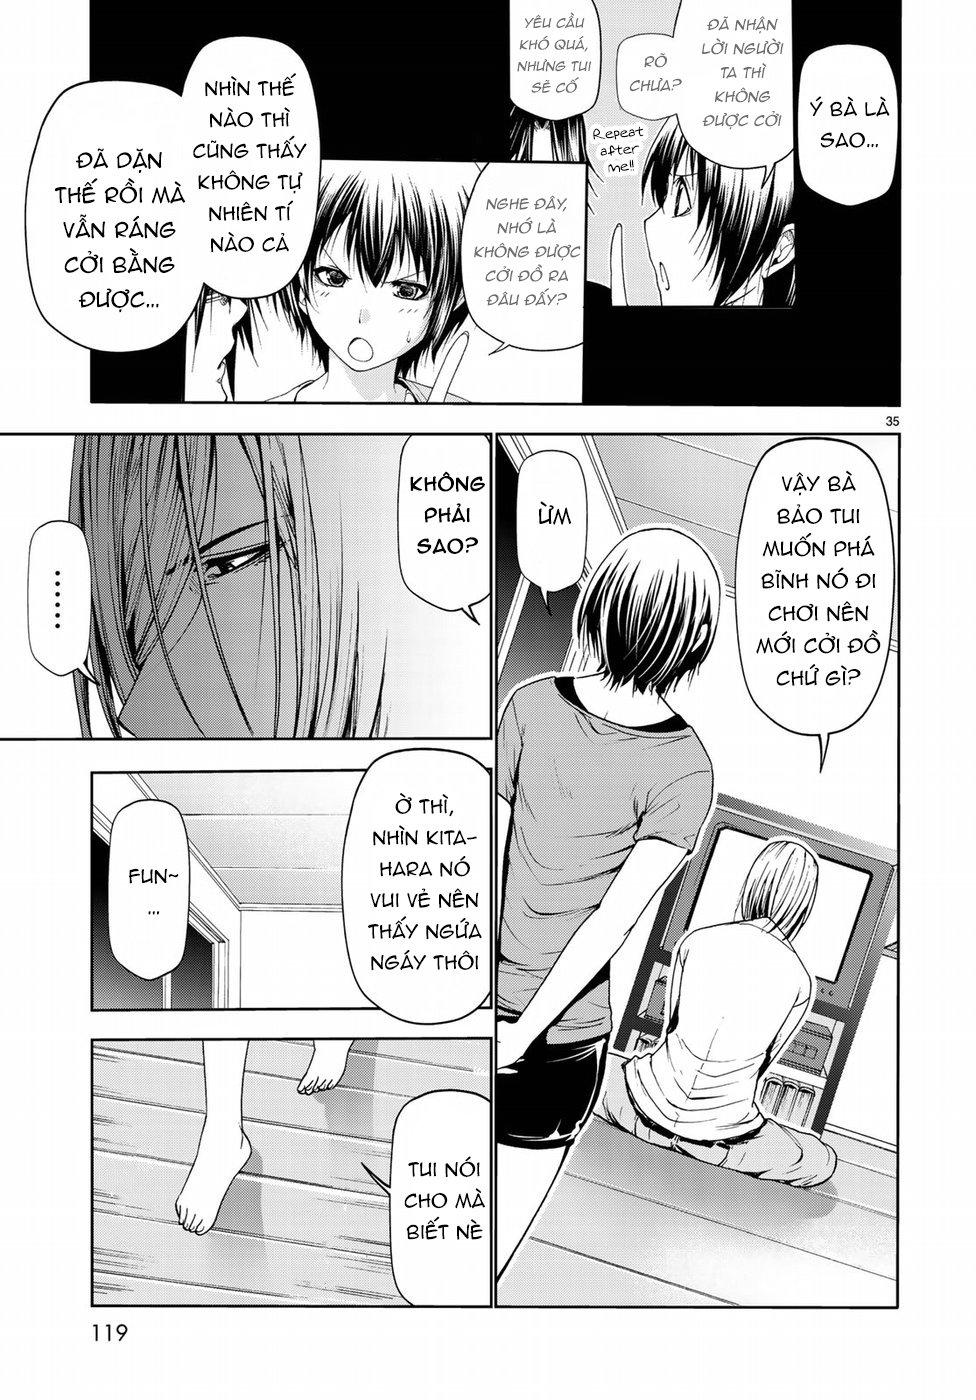 Ý BÀ LÀ
SAO...
ĐÃ NHẬN
LỜI NGƯỜI
TA THÌ
KHÔNG
ĐƯỢC CỞI
RÕ
CHƯA?
YÊU CẦU
KHÓ QUÁ,
NHƯNG TUI
SẼ CỐ
Repeat
after
me!!
NGHE ĐÂY,
NHỚ LÀ
KHÔNG ĐƯỢC
CỞI ĐỒ RA
ĐÂU ĐẤY?
NHÌN THẾ
NÀO THÌ
CŨNG THẤY
KHÔNG TỰ
NHIÊN TÍ
NÀO CẢ
ĐÃ DẶN
THẾ RỒI MÀ
VẪN RÁNG
CỞI BẰNG
ĐƯỢC...
35
VẬY BÀ
BẢO TUI
MUỐN PHÁ
BĨNH NÓ ĐI
CHƠI NÊN
MỚI CỞI ĐỒ
CHỨ GÌ?
ỪM
KHÔNG
PHẢI
SAO?
.......
Ờ THÌ,
NHÌN KITA-
HARA NÓ
VUI VẺ NÊN
THẤY NGỨA
NGÁY THÔI
FUN~
...
TUI NÓI
CHO MÀ
BIẾT NÈ
119